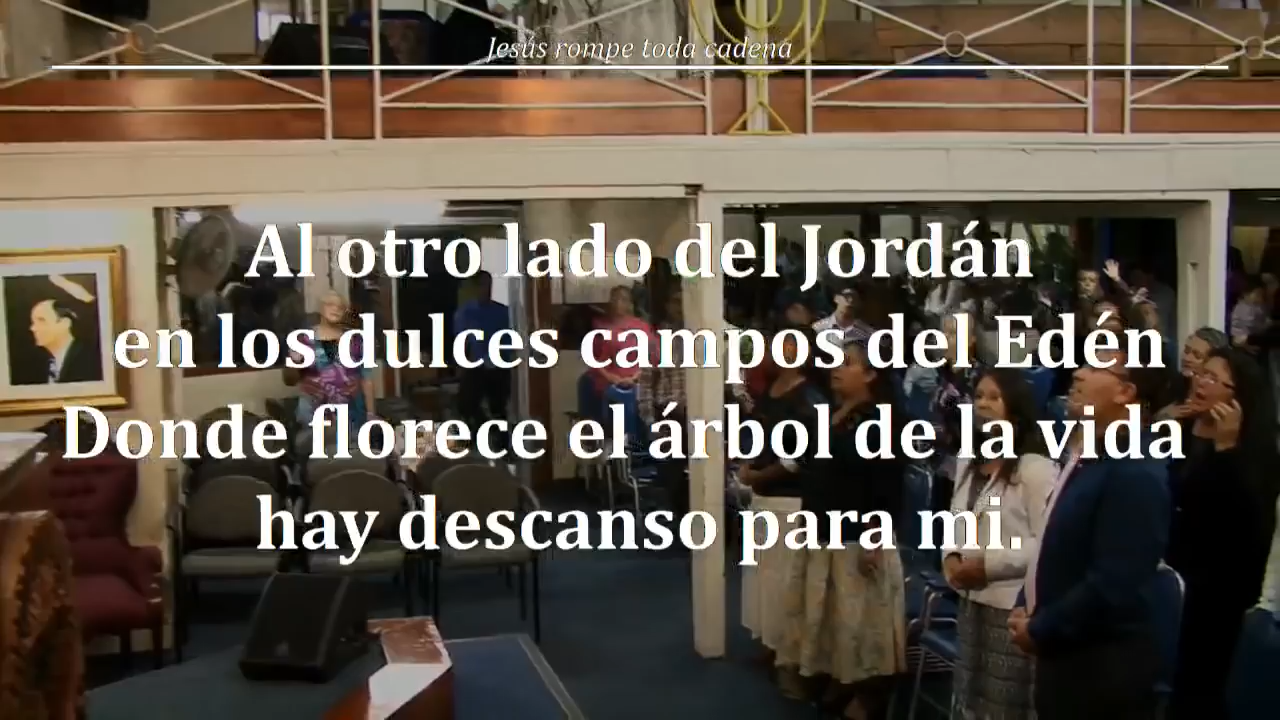 Jesús rompe toda cadena
Al otro lado del Jordán
en los dulces campos del Edén
Donde florece el árbol de la vida
hay descanso para mi.